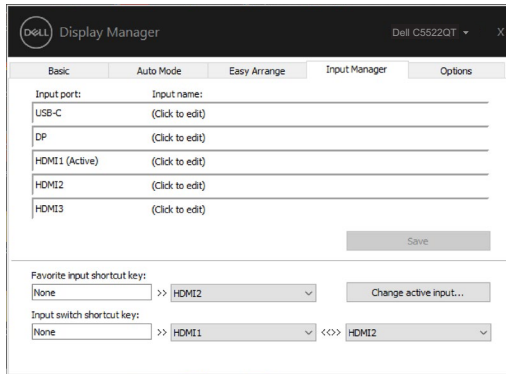 DELL Display Manager Dell C5522QT X
Basic Auto Mode Easy Arrange Input Manager Options
Input port: Input name:
USB-C (Click to edit)
DP (Click to edit)
HDMI1 (Active) (Click to edit)
HDMI2 (Click to edit)
HDMI3 (Click to edit)
Save
Favorite input shortcut key:
None >> HDMI2 Change active input...
Input switch shortcut key:
None >> HDMI1 <<>> HDMI2